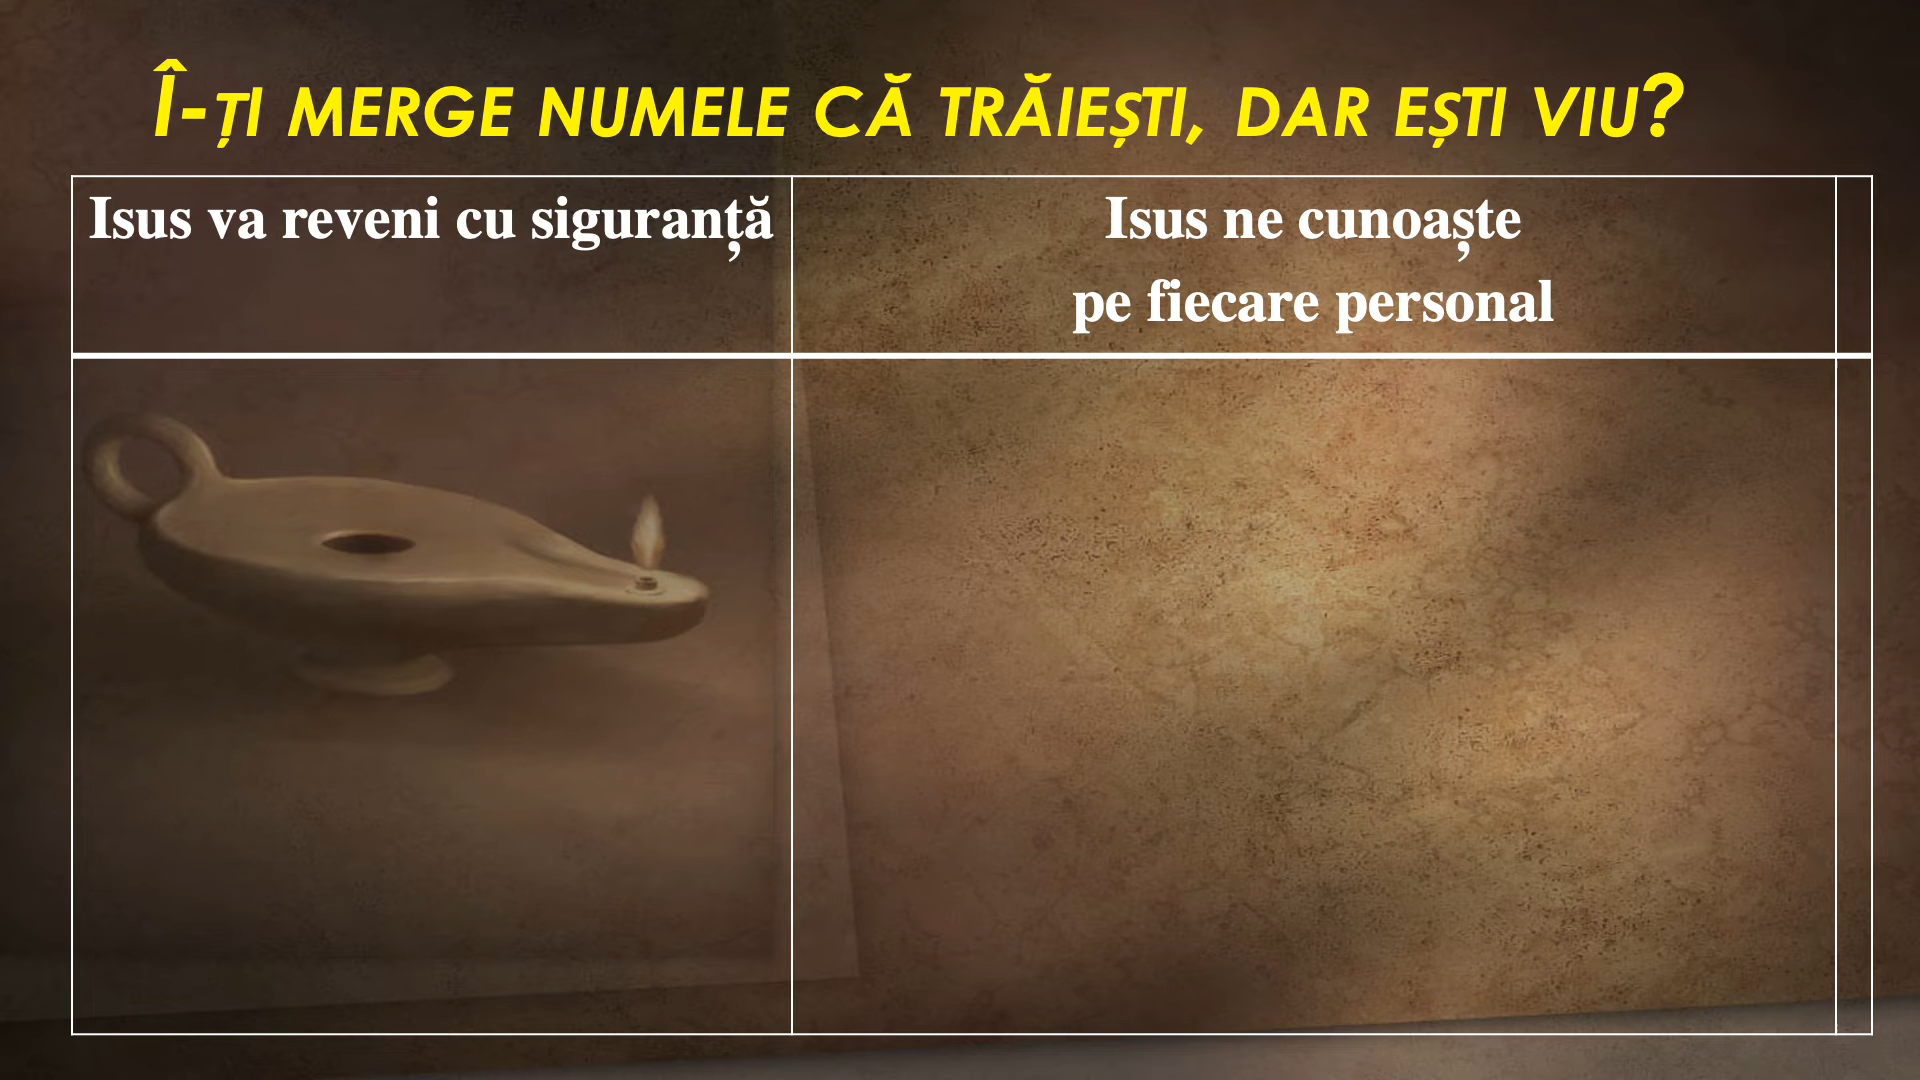 Î-ȚI MERGE NUMELE CĂ TRĂIEȘTI, DAR EȘTI VIU?
Isus va reveni cu siguranță
Isus ne cunoaște
pe fiecare personal